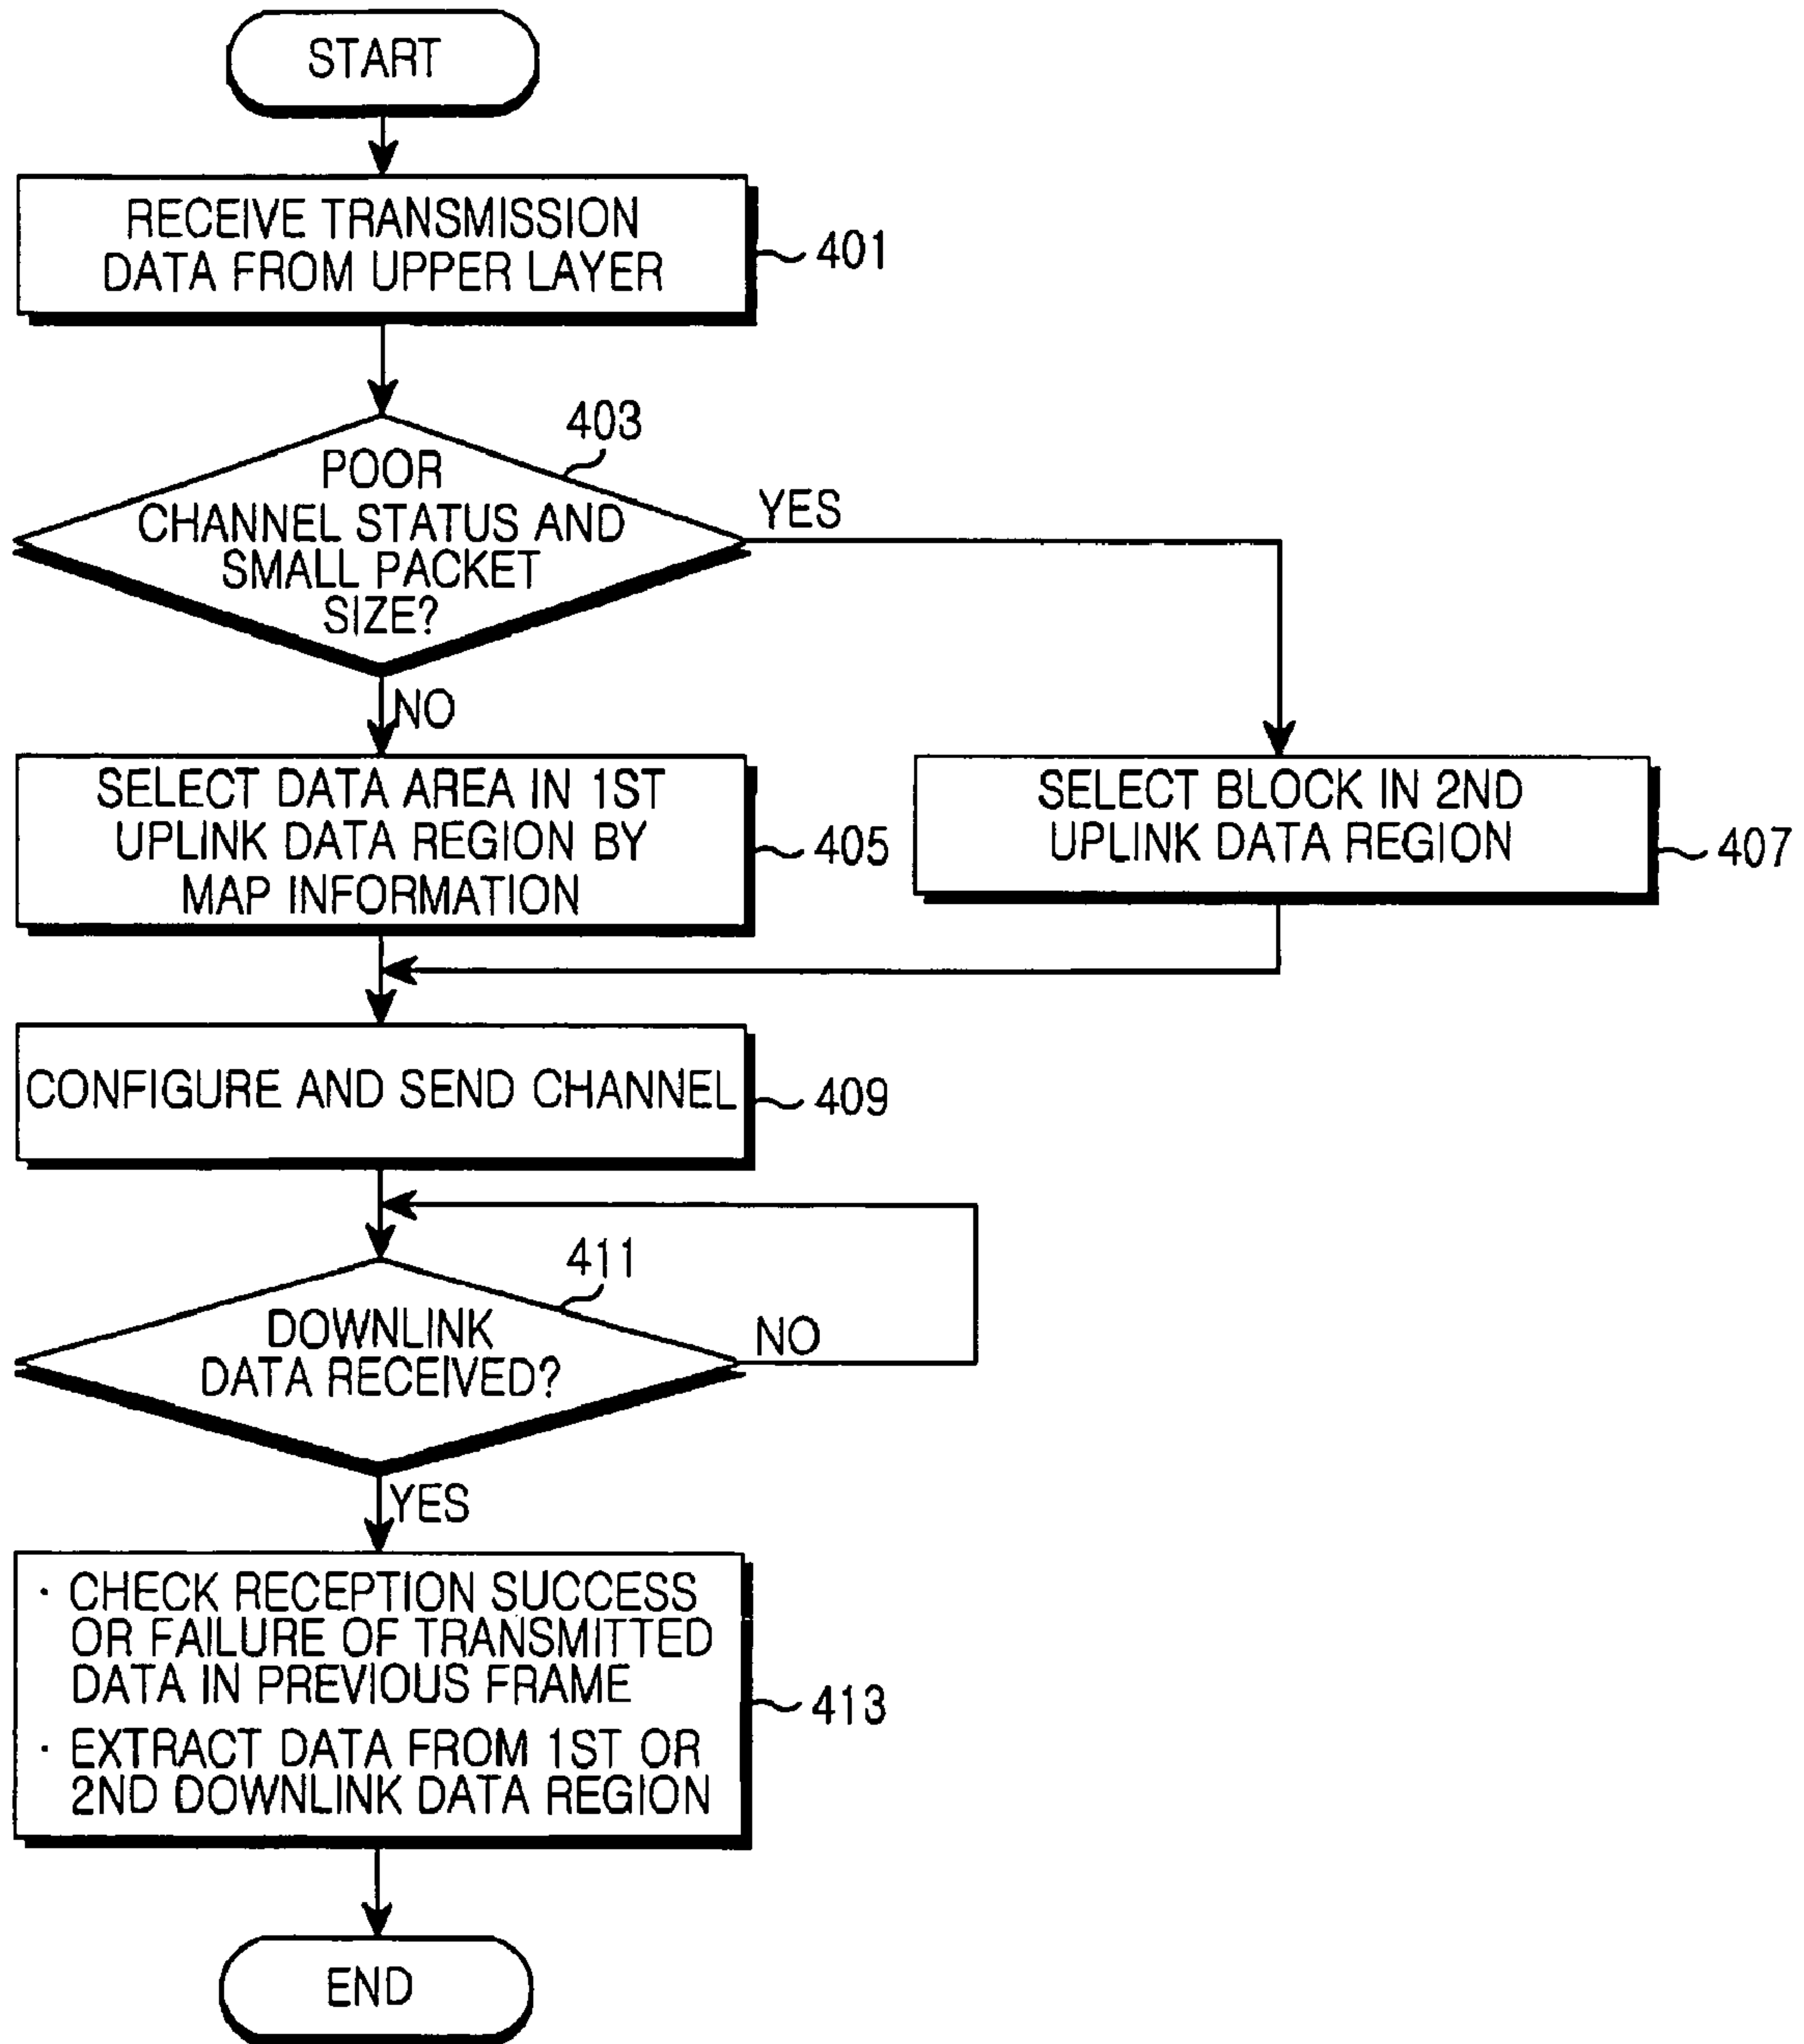 START
RECEIVE TRANSMISSION
DATA FROM UPPER LAYER
401
403
POOR
CHANNEL STATUS AND
SMALL PACKET
SIZE?
YES
NO
SELECT DATA AREA IN 1ST
UPLINK DATA REGION BY
MAP INFORMATION
405
SELECT BLOCK IN 2ND
UPLINK DATA REGION
407
CONFIGURE AND SEND CHANNEL
409
411
DOWNLINK
DATA RECEIVED?
NO
YES
· CHECK RECEPTION SUCCESS
OR FAILURE OF TRANSMITTED
DATA IN PREVIOUS FRAME
· EXTRACT DATA FROM 1ST OR
2ND DOWNLINK DATA REGION
413
END